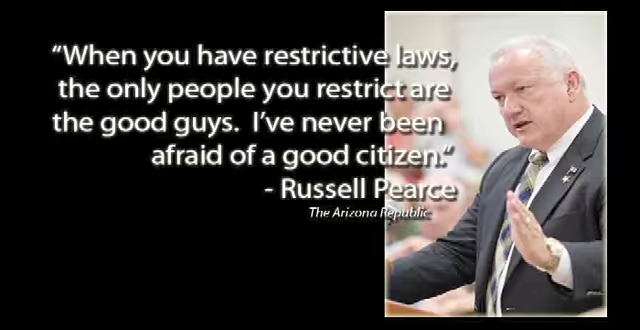 “When you have restrictive laws,
the only people you restrict are
the good guys.  I’ve never been
afraid of a good citizen.“
- Russell Pearce
The Arizona Republic